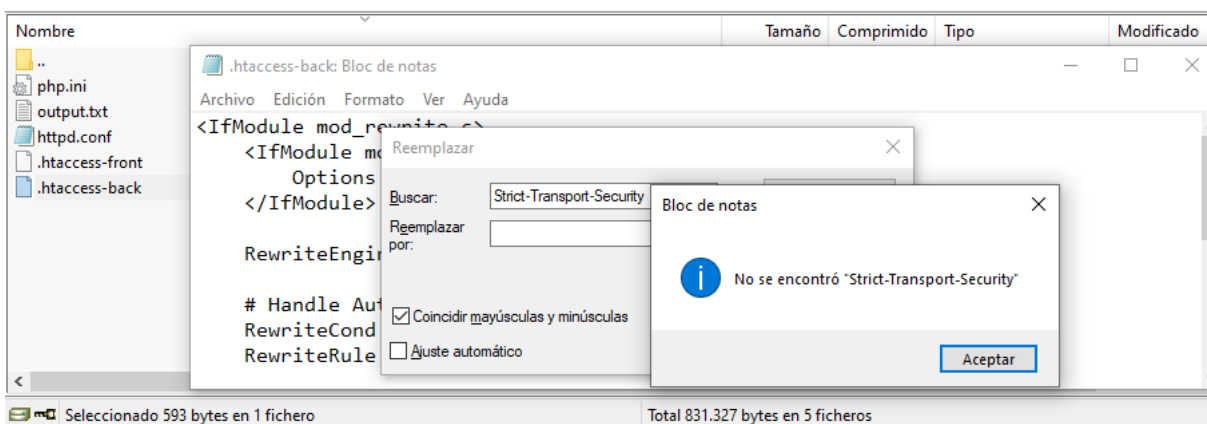 Nombre Tamaño Comprimido Tipo Modificado
..
php.ini
output.txt
httpd.conf
.htaccess-front
.htaccess-back
.htaccess-back: Bloc de notas
Archivo Edición Formato Ver Ayuda
<IfModule mod_rewrite.c>
<IfModule mo
Options
</IfModule>
RewriteEngin
# Handle Aut
RewriteCond
RewriteRule
Reemplazar
Buscar: Strict-Transport-Security
Reemplazar
por:
Coincidir mayúsculas y minúsculas
Ajuste automático
Bloc de notas
No se encontró "Strict-Transport-Security"
Aceptar
Seleccionado 593 bytes en 1 fichero Total 831.327 bytes en 5 ficheros